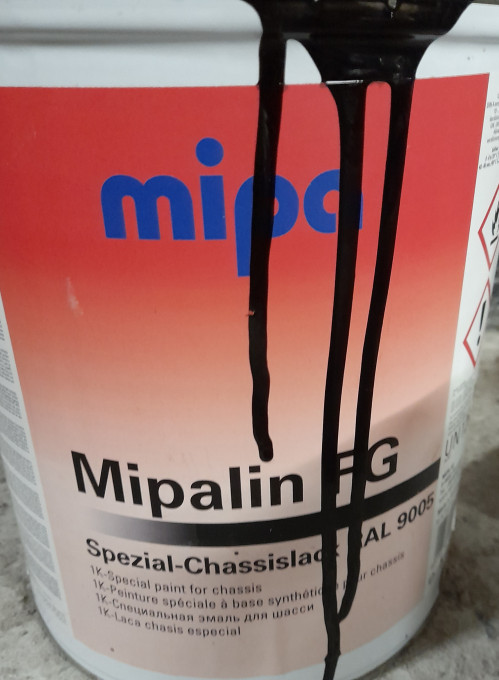 mipa
Mipalin FG
Spezial-Chassislack RAL 9005
1K-Special paint for chassis
1K-Peinture spéciale à base synthétique pour chassis
1K-Специальная эмаль для шасси
1K-Laca chasis especial
UN